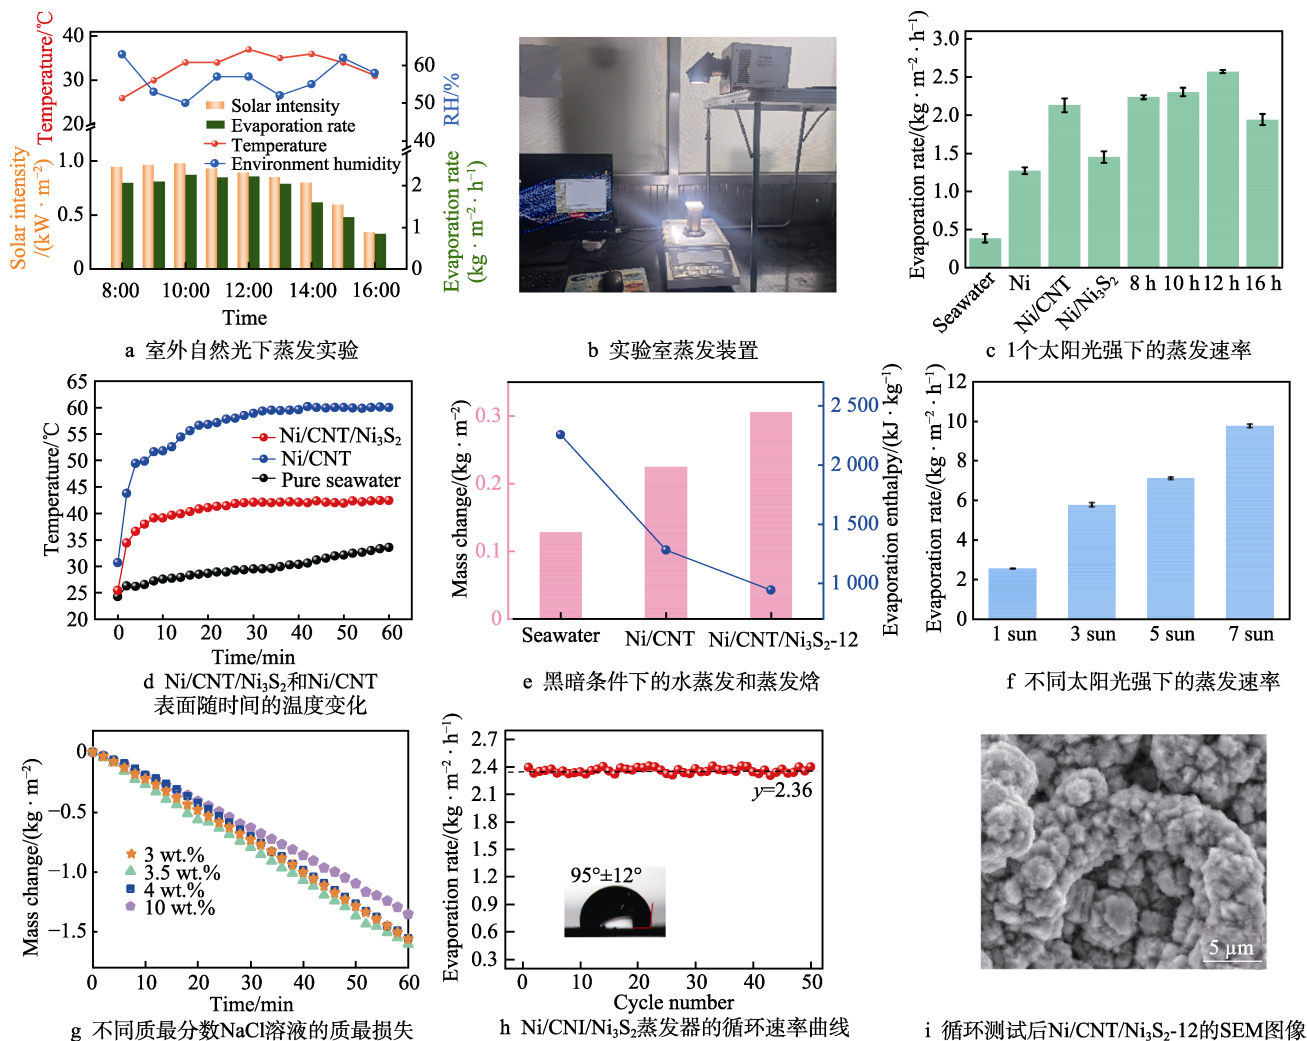 40
30
20
1.0
0.5
0
Temperature/℃
Solar intensity
/(kW · m⁻²)
60
50
40
2
1
0
RH/%
Evaporation rate
(kg · m⁻² · h⁻¹)
Solar intensity
Evaporation rate
Temperature
Environment humidity
8:00 10:00 12:00 14:00 16:00
Time
a 室外自然光下蒸发实验
b 实验室蒸发装置
Evaporation rate/(kg · m⁻² · h⁻¹)
3.0
2.5
2.0
1.5
1.0
0.5
0
Seawater Ni Ni/CNT Ni/Ni₃S₂ 8 h 10 h 12 h 16 h
c 1个太阳光强下的蒸发速率
Temperature/℃
65
60
55
50
45
40
35
30
25
20
Ni/CNT/Ni₃S₂
Ni/CNT
Pure seawater
0 10 20 30 40 50 60
Time/min
d Ni/CNT/Ni₃S₂和Ni/CNT
表面随时间的温度变化
Mass change/(kg · m⁻²)
0.3
0.2
0.1
0
2 500
2 000
1 500
1 000
Evaporation enthalpy/(kJ · kg⁻¹)
Seawater Ni/CNT Ni/CNT/Ni₃S₂-12
e 黑暗条件下的水蒸发和蒸发焓
Evaporation rate/(kg · m⁻² · h⁻¹)
12
10
8
6
4
2
0
1 sun 3 sun 5 sun 7 sun
f 不同太阳光强下的蒸发速率
Mass change/(kg · m⁻²)
0
−0.5
−1.0
−1.5
3 wt.%
3.5 wt.%
4 wt.%
10 wt.%
0 10 20 30 40 50 60
Time/min
g 不同质最分数NaCl溶液的质最损失
Evaporation rate/(kg · m⁻² · h⁻¹)
2.7
2.4
2.1
1.8
1.5
1.2
0.9
0.6
0.3
y=2.36
95°±12°
0 10 20 30 40 50
Cycle number
h Ni/CNI/Ni₃S₂蒸发器的循环速率曲线
5 µm
i 循环测试后Ni/CNT/Ni₃S₂-12的SEM图像